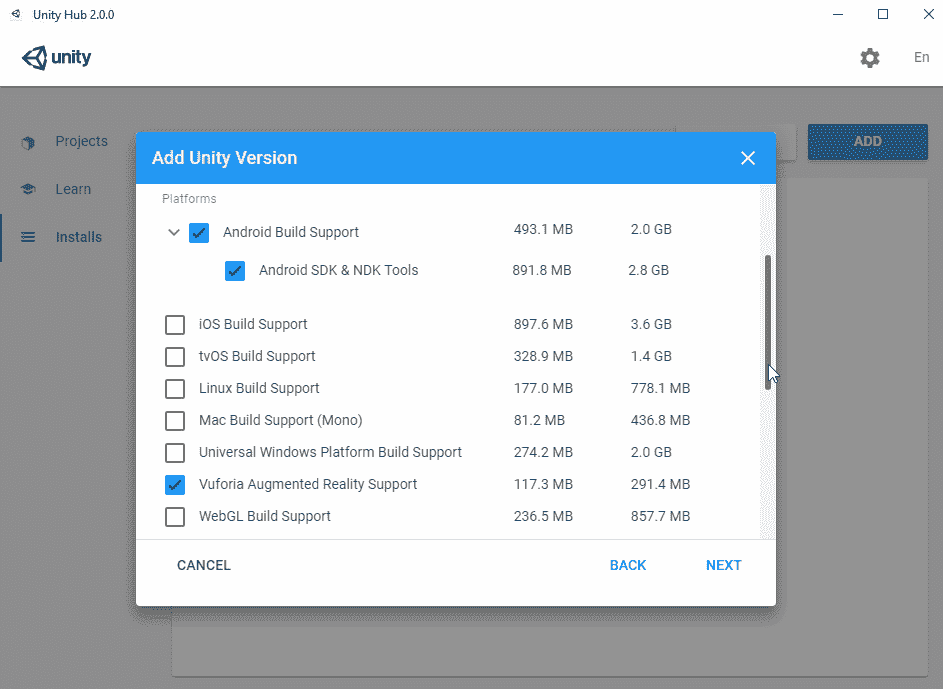 Unity Hub 2.0.0
unity
En
Projects
Learn
Installs
ADD
Add Unity Version
Platforms
Android Build Support 493.1 MB 2.0 GB
Android SDK & NDK Tools 891.8 MB 2.8 GB
iOS Build Support 897.6 MB 3.6 GB
tvOS Build Support 328.9 MB 1.4 GB
Linux Build Support 177.0 MB 778.1 MB
Mac Build Support (Mono) 81.2 MB 436.8 MB
Universal Windows Platform Build Support 274.2 MB 2.0 GB
Vuforia Augmented Reality Support 117.3 MB 291.4 MB
WebGL Build Support 236.5 MB 857.7 MB
CANCEL BACK NEXT